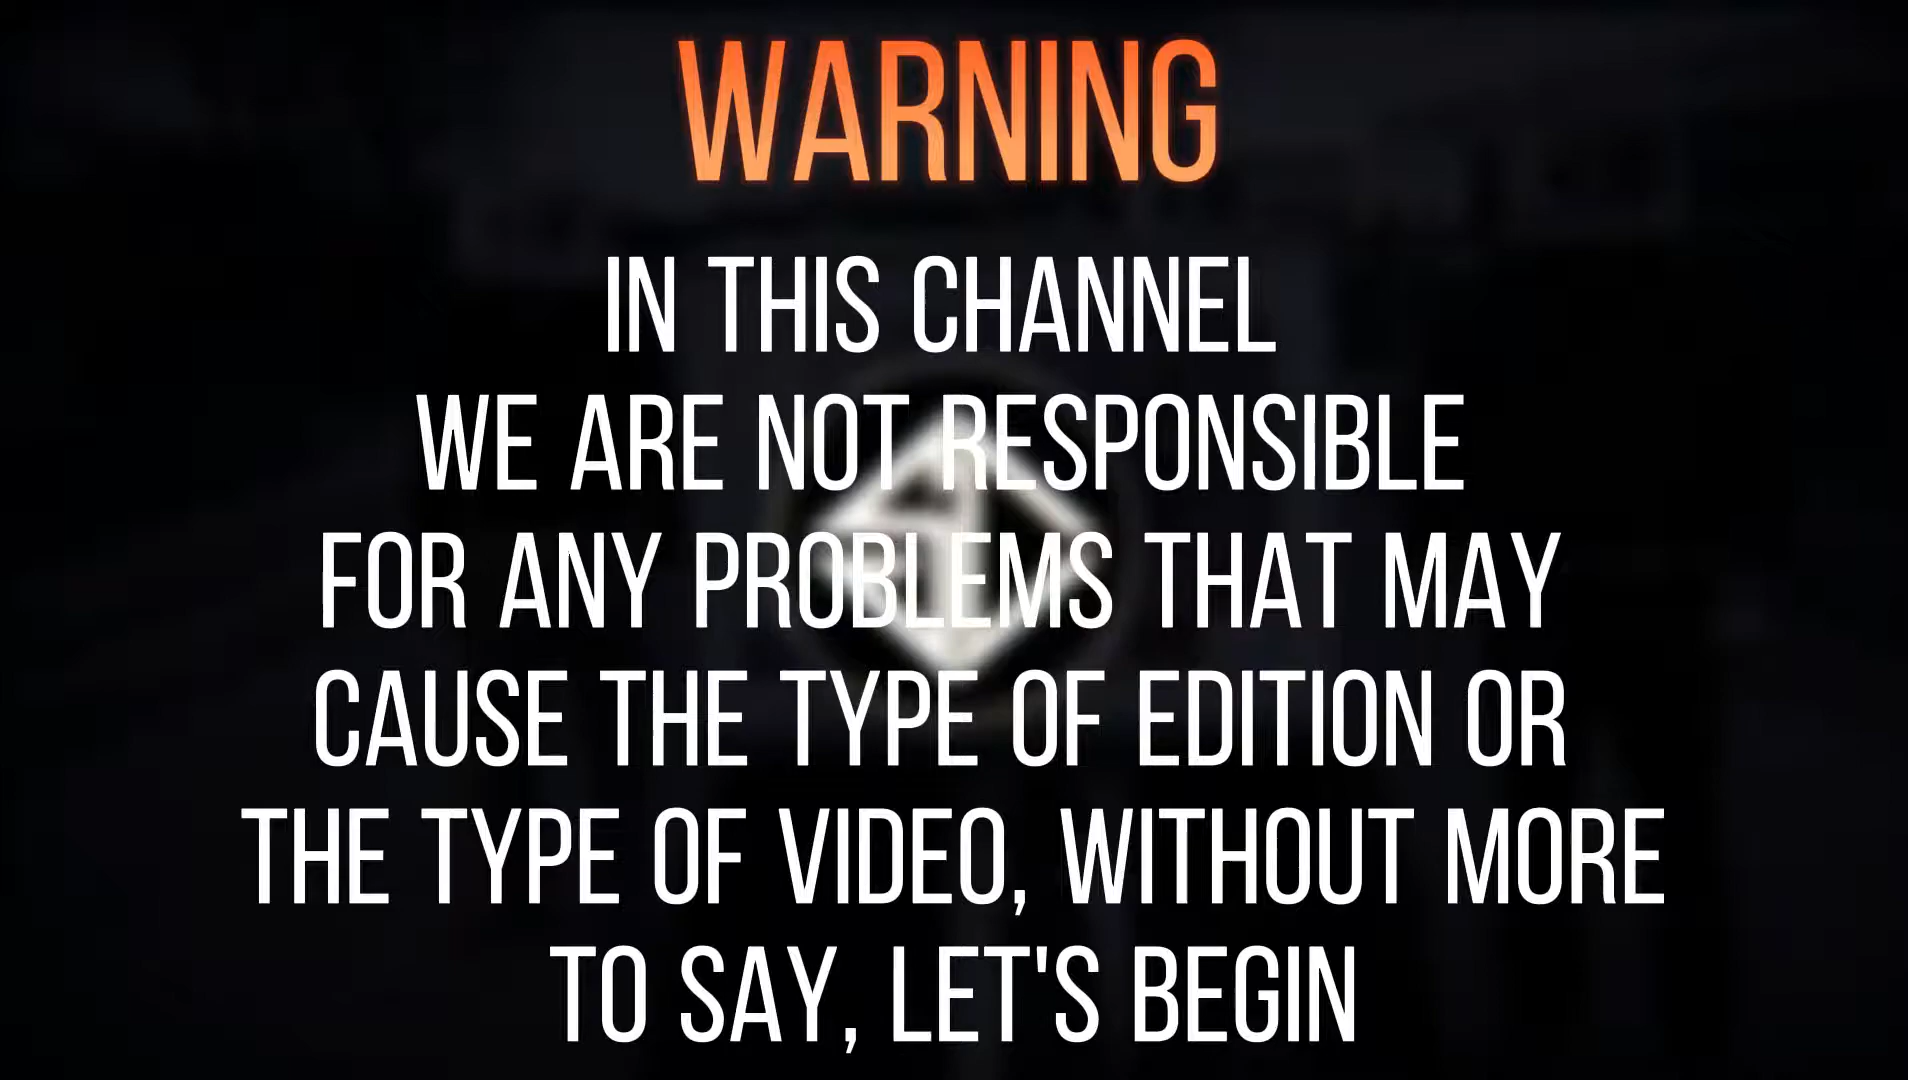 WARNING
IN THIS CHANNEL
WE ARE NOT RESPONSIBLE
FOR ANY PROBLEMS THAT MAY
CAUSE THE TYPE OF EDITION OR
THE TYPE OF VIDEO, WITHOUT MORE
TO SAY, LET'S BEGIN